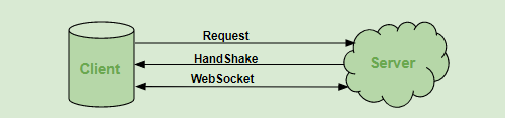 Request
HandShake
WebSocket
Client
Server